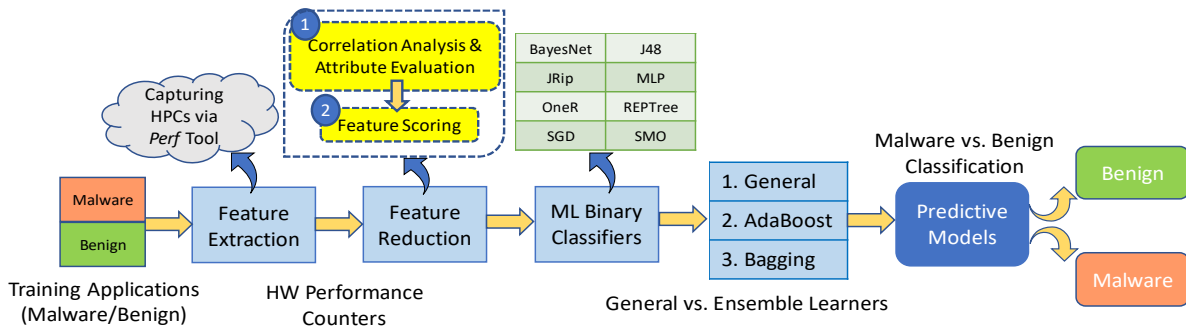 1
Correlation Analysis &
Attribute Evaluation
2
Feature Scoring
Capturing
HPCs via
Perf Tool
BayesNet J48
JRip MLP
OneR REPTree
SGD SMO
Malware
Benign
Feature
Extraction
Feature
Reduction
ML Binary
Classifiers
1. General
2. AdaBoost
3. Bagging
Malware vs. Benign
Classification
Predictive
Models
Benign
Malware
Training Applications
(Malware/Benign)
HW Performance
Counters
General vs. Ensemble Learners